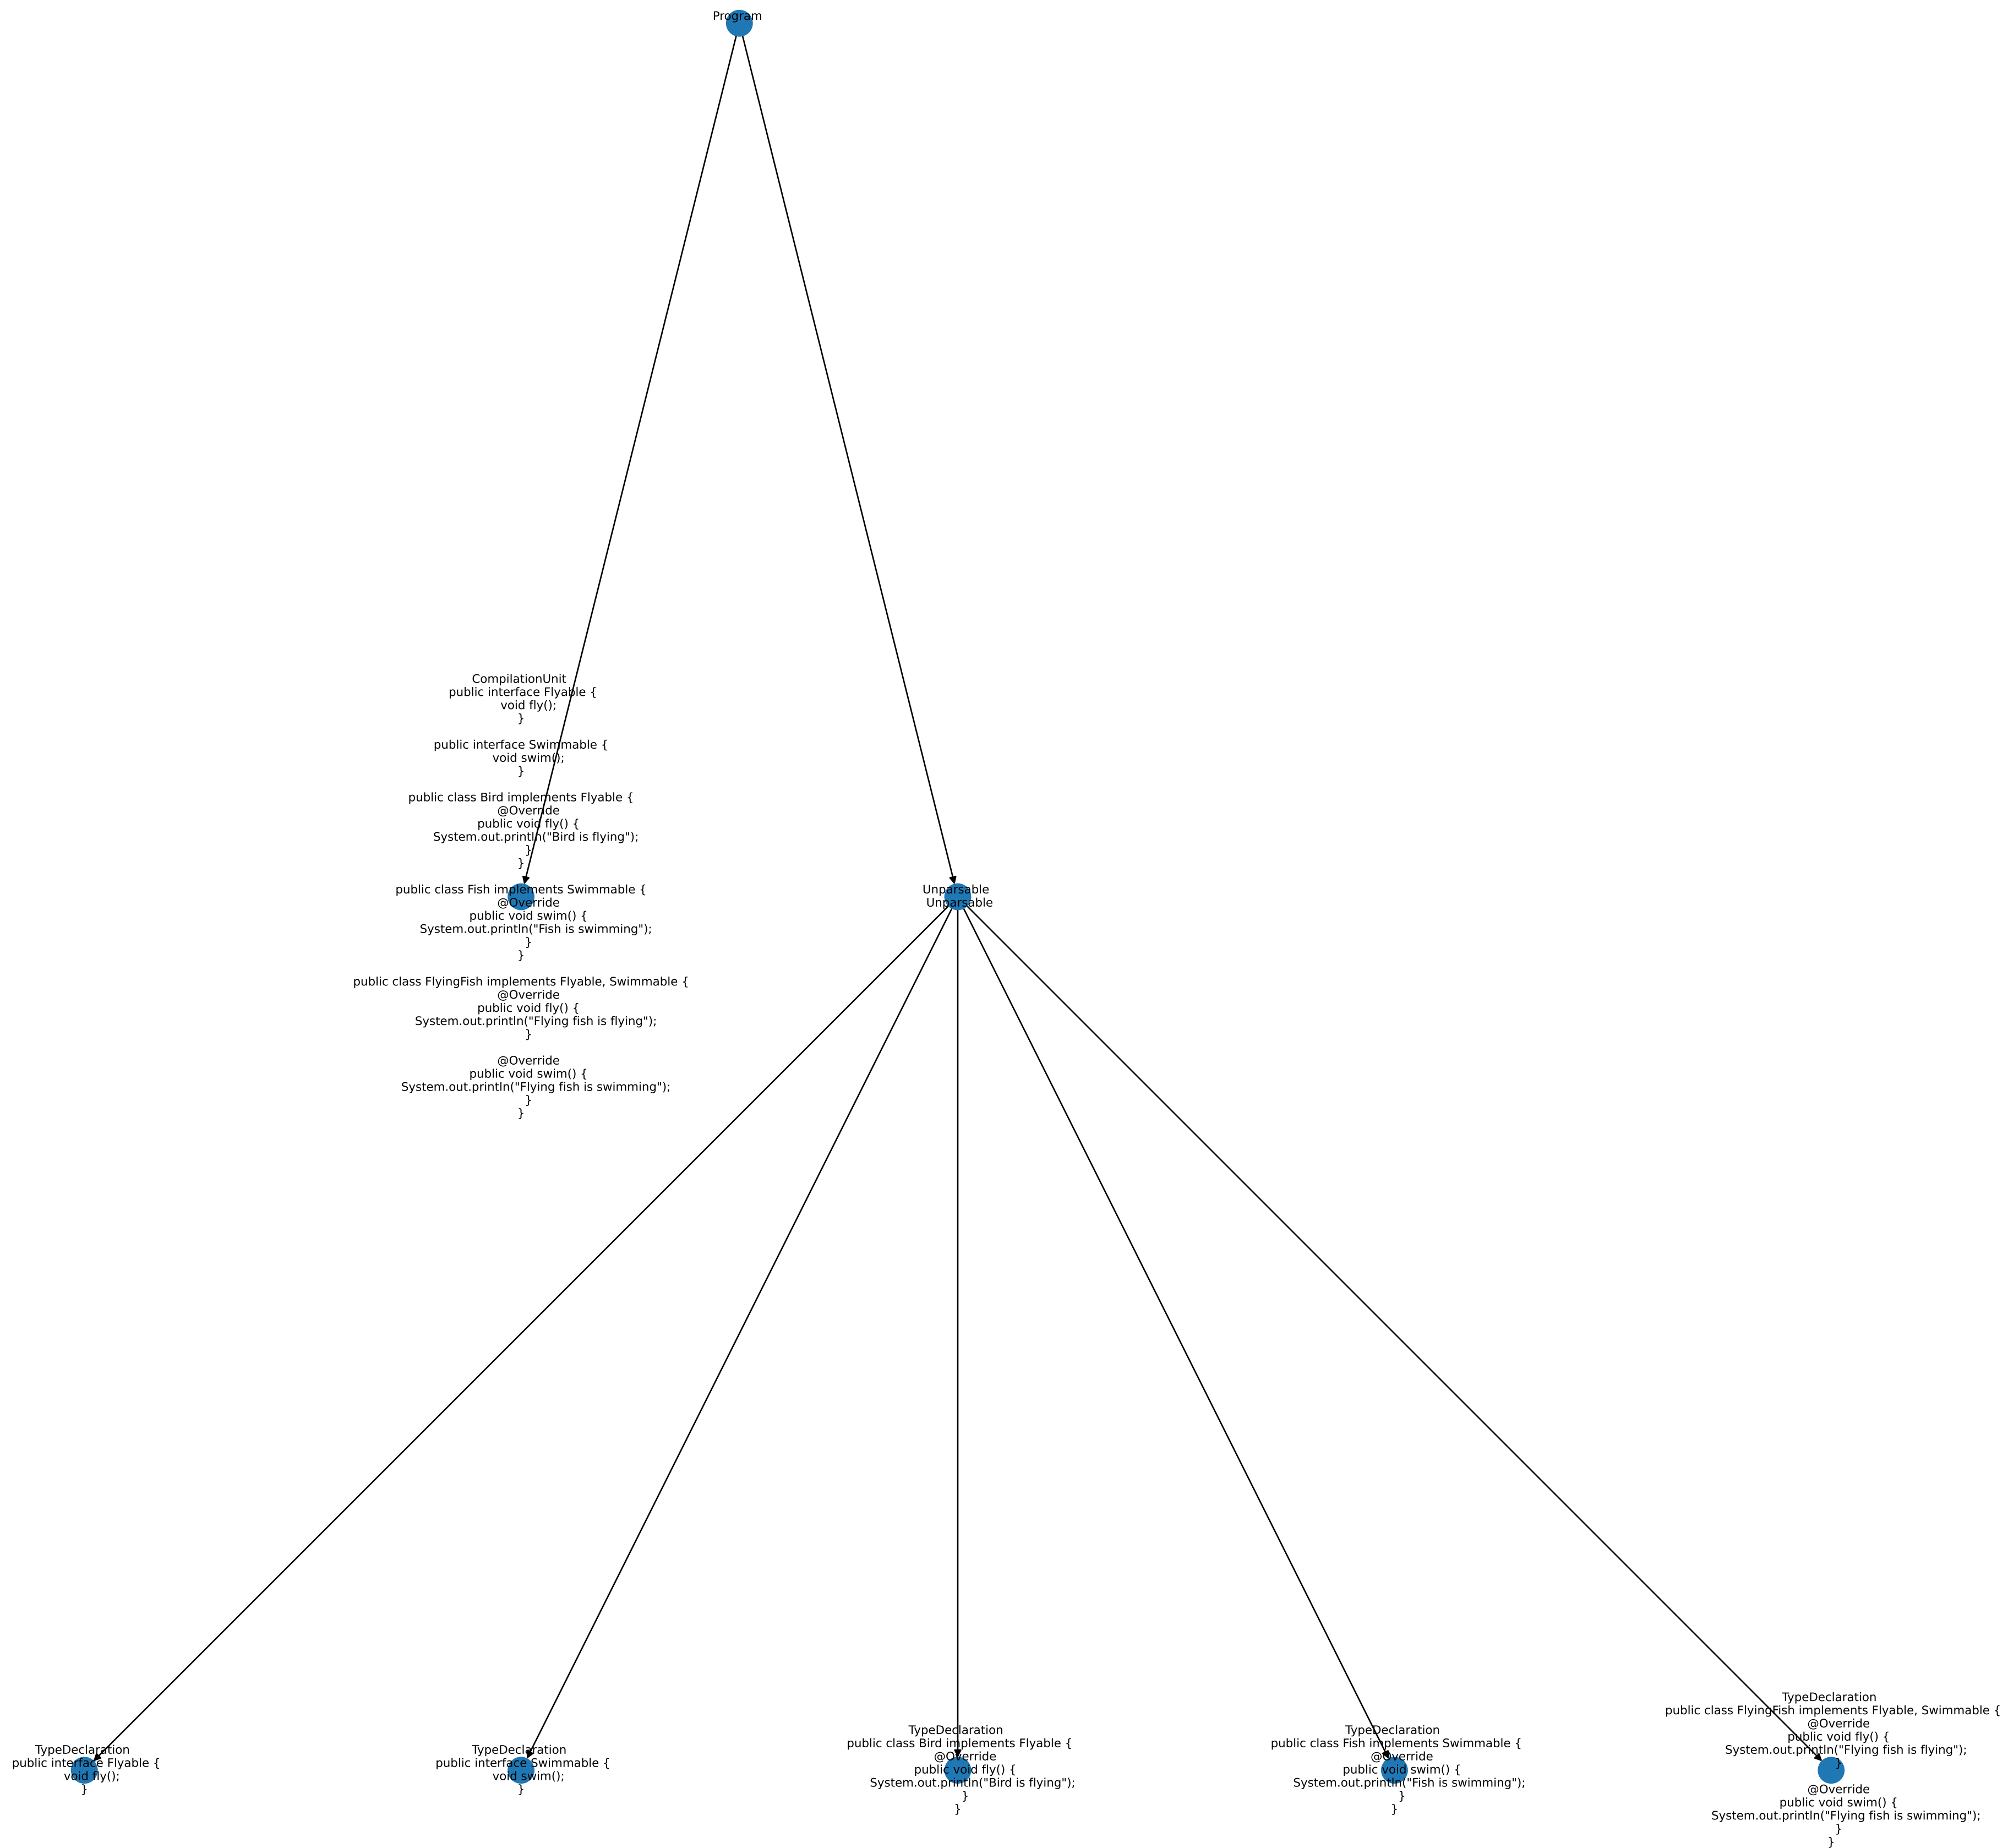 Program
CompilationUnit
public interface Flyable {
void fly();
}
public interface Swimmable {
void swim();
}
public class Bird implements Flyable {
@Override
public void fly() {
System.out.println("Bird is flying");
}
}
public class Fish implements Swimmable {
@Override
public void swim() {
System.out.println("Fish is swimming");
}
}
public class FlyingFish implements Flyable, Swimmable {
@Override
public void fly() {
System.out.println("Flying fish is flying");
}
@Override
public void swim() {
System.out.println("Flying fish is swimming");
}
}
Unparsable
Unparsable
TypeDeclaration
public interface Flyable {
void fly();
}
TypeDeclaration
public interface Swimmable {
void swim();
}
TypeDeclaration
public class Bird implements Flyable {
@Override
public void fly() {
System.out.println("Bird is flying");
}
}
TypeDeclaration
public class Fish implements Swimmable {
@Override
public void swim() {
System.out.println("Fish is swimming");
}
}
TypeDeclaration
public class FlyingFish implements Flyable, Swimmable {
@Override
public void fly() {
System.out.println("Flying fish is flying");
}
@Override
public void swim() {
System.out.println("Flying fish is swimming");
}
}